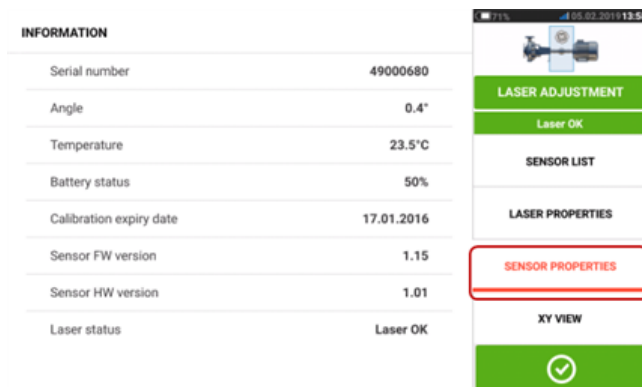 INFORMATION
Serial number 49000680
Angle 0.4°
Temperature 23.5°C
Battery status 50%
Calibration expiry date 17.01.2016
Sensor FW version 1.15
Sensor HW version 1.01
Laser status Laser OK
71% 05.02.2019 13:5
LASER ADJUSTMENT
Laser OK
SENSOR LIST
LASER PROPERTIES
SENSOR PROPERTIES
XY VIEW